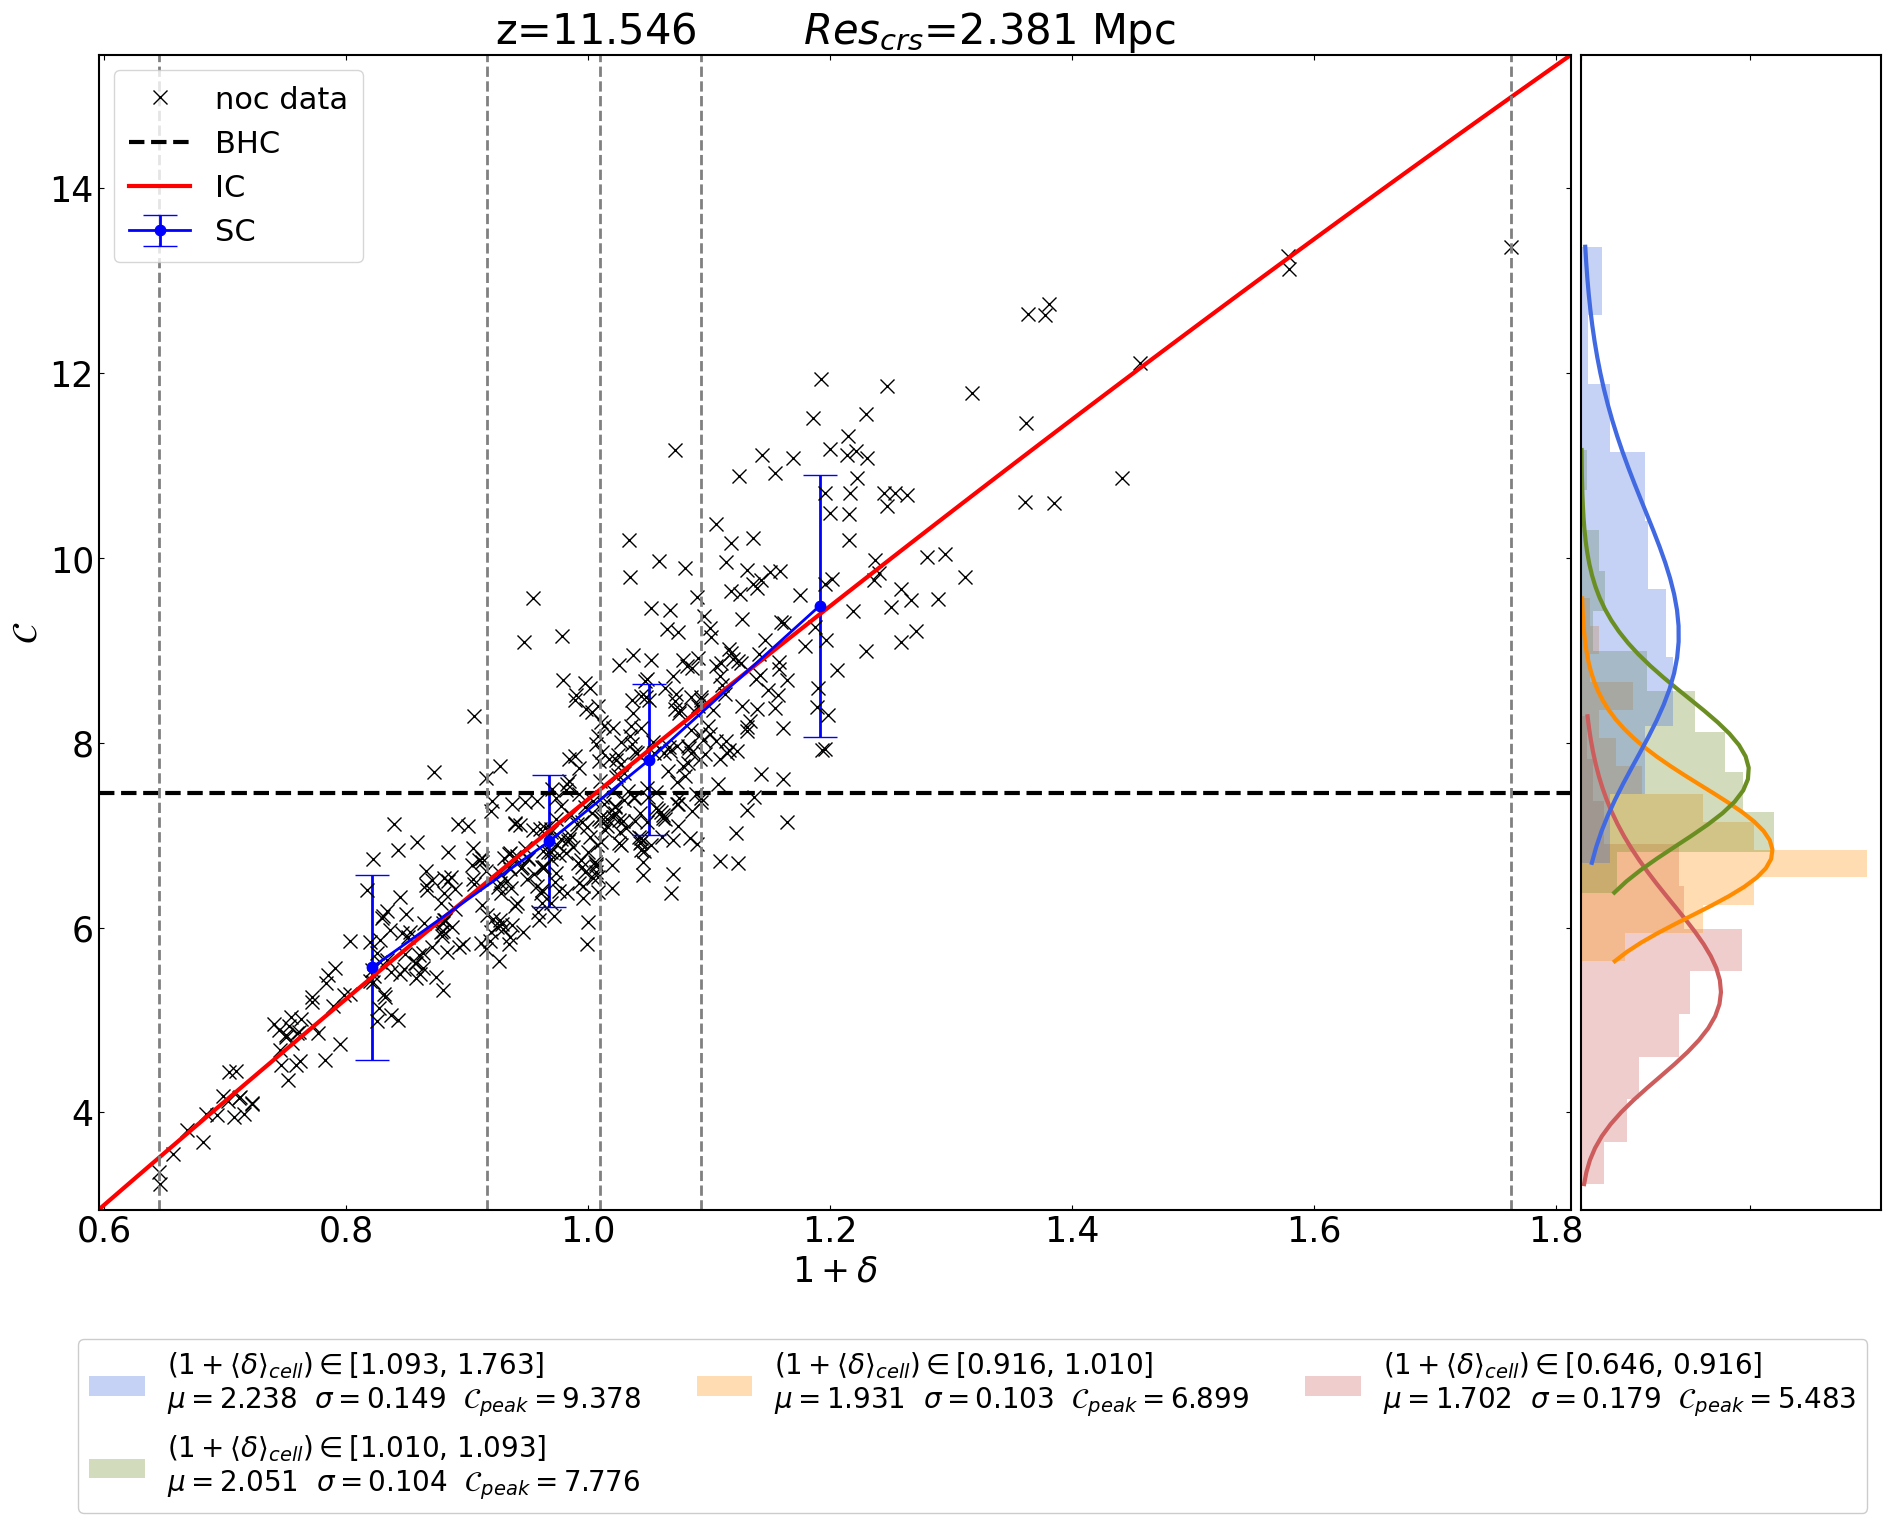 z=11.546 Res_crs=2.381 Mpc
noc data
BHC
IC
SC
14
12
10
8
6
4
𝒞
0.6 0.8 1.0 1.2 1.4 1.6 1.8
1 + δ
(1 + ⟨δ⟩_cell) ∈ [1.093, 1.763]
μ = 2.238 σ = 0.149 𝒞_peak = 9.378
(1 + ⟨δ⟩_cell) ∈ [1.010, 1.093]
μ = 2.051 σ = 0.104 𝒞_peak = 7.776
(1 + ⟨δ⟩_cell) ∈ [0.916, 1.010]
μ = 1.931 σ = 0.103 𝒞_peak = 6.899
(1 + ⟨δ⟩_cell) ∈ [0.646, 0.916]
μ = 1.702 σ = 0.179 𝒞_peak = 5.483